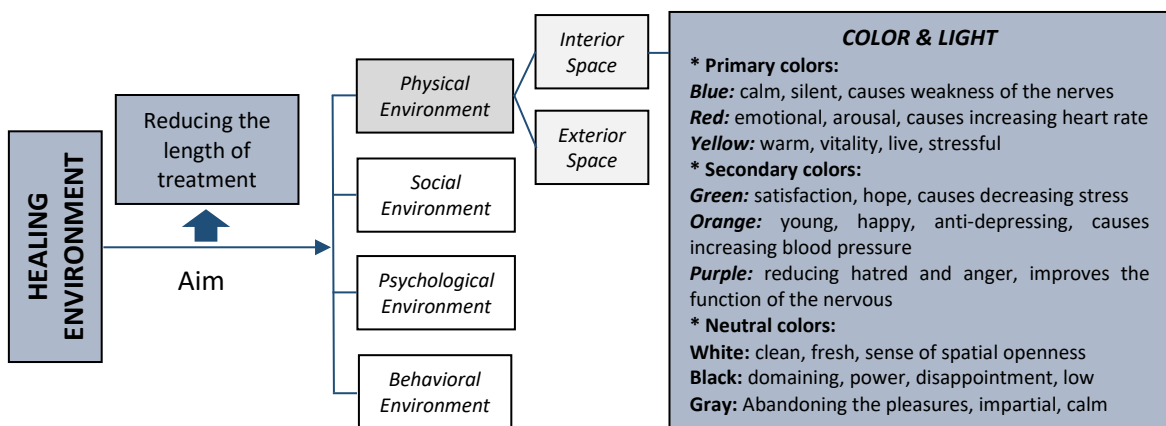 HEALING
ENVIRONMENT
Reducing the
length of
treatment
Aim
Physical
Environment
Social
Environment
Psychological
Environment
Behavioral
Environment
Interior
Space
Exterior
Space
COLOR & LIGHT
* Primary colors:
Blue: calm, silent, causes weakness of the nerves
Red: emotional, arousal, causes increasing heart rate
Yellow: warm, vitality, live, stressful
* Secondary colors:
Green: satisfaction, hope, causes decreasing stress
Orange: young, happy, anti-depressing, causes
increasing blood pressure
Purple: reducing hatred and anger, improves the
function of the nervous
* Neutral colors:
White: clean, fresh, sense of spatial openness
Black: domaining, power, disappointment, low
Gray: Abandoning the pleasures, impartial, calm